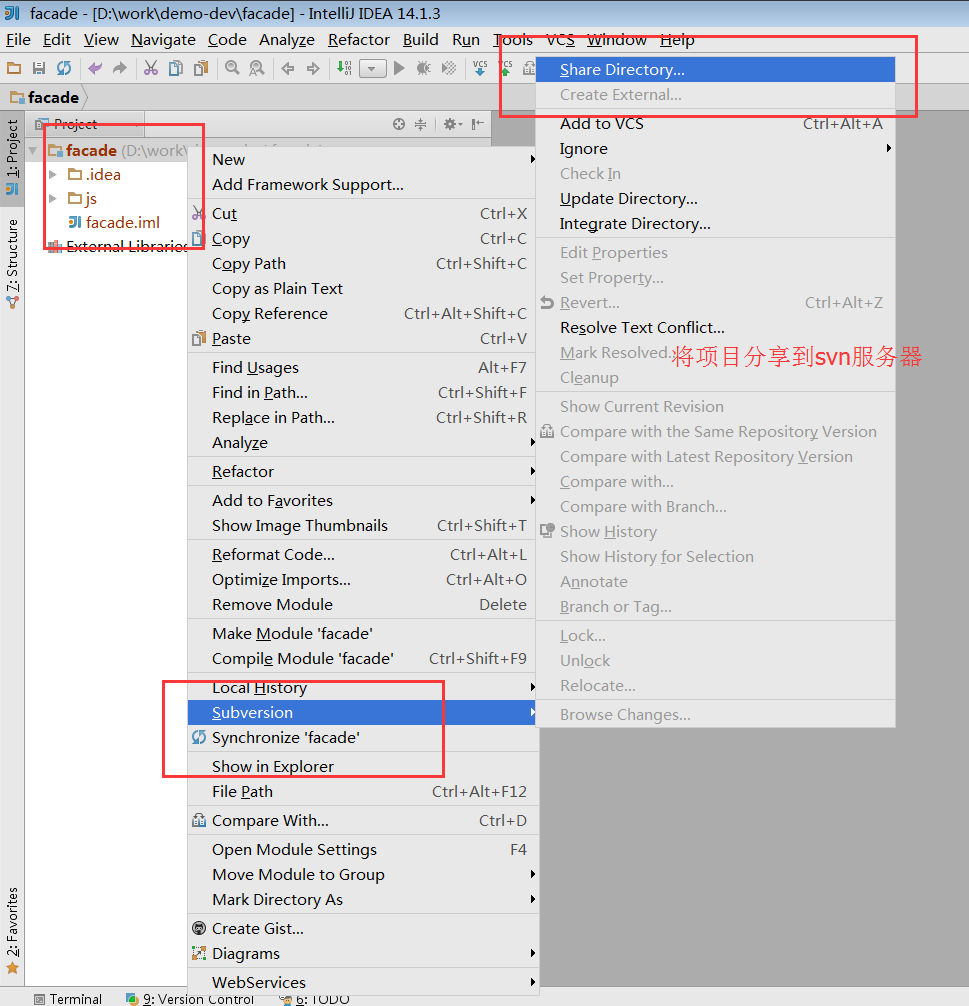 facade - [D:\work\demo-dev\facade] - IntelliJ IDEA 14.1.3
File Edit View Navigate Code Analyze Refactor Build Run Tools VCS Window Help
VCS VCS
facade
Project
1: Project
7: Structure
2: Favorites
facade (D:\work\
.idea
js
facade.iml
External Libraries
New
Add Framework Support...
Cut Ctrl+X
Copy Ctrl+C
Copy Path Ctrl+Shift+C
Copy as Plain Text
Copy Reference Ctrl+Alt+Shift+C
Paste Ctrl+V
Find Usages Alt+F7
Find in Path... Ctrl+Shift+F
Replace in Path... Ctrl+Shift+R
Analyze
Refactor
Add to Favorites
Show Image Thumbnails Ctrl+Shift+T
Reformat Code... Ctrl+Alt+L
Optimize Imports... Ctrl+Alt+O
Remove Module Delete
Make Module 'facade'
Compile Module 'facade' Ctrl+Shift+F9
Local History
Subversion
Synchronize 'facade'
Show in Explorer
File Path Ctrl+Alt+F12
Compare With... Ctrl+D
Open Module Settings F4
Move Module to Group
Mark Directory As
Create Gist...
Diagrams
WebServices
Share Directory...
Create External...
Add to VCS Ctrl+Alt+A
Ignore
Check In
Update Directory...
Integrate Directory...
Edit Properties
Set Property...
Revert... Ctrl+Alt+Z
Resolve Text Conflict...
Mark Resolved..
将项目分享到svn服务器
Cleanup
Show Current Revision
Compare with the Same Repository Version
Compare with Latest Repository Version
Compare with...
Compare with Branch...
Show History
Show History for Selection
Annotate
Branch or Tag...
Lock...
Unlock
Relocate...
Browse Changes...
Terminal 9: Version Control 6: TODO